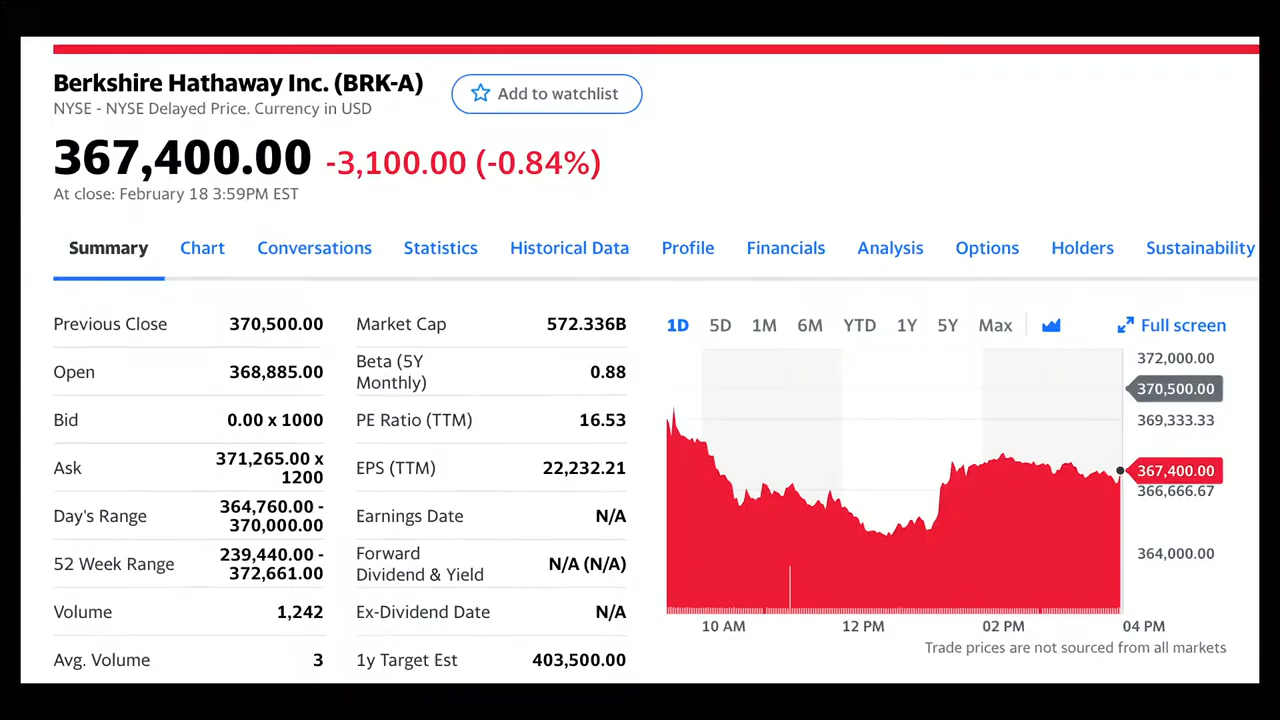 Berkshire Hathaway Inc. (BRK-A)
Add to watchlist
NYSE - NYSE Delayed Price. Currency in USD
367,400.00 -3,100.00 (-0.84%)
At close: February 18 3:59PM EST
Summary Chart Conversations Statistics Historical Data Profile Financials Analysis Options Holders Sustainability
Previous Close 370,500.00
Open 368,885.00
Bid 0.00 x 1000
Ask 371,265.00 x
1200
Day's Range 364,760.00 -
370,000.00
52 Week Range 239,440.00 -
372,661.00
Volume 1,242
Avg. Volume 3
Market Cap 572.336B
Beta (5Y
Monthly) 0.88
PE Ratio (TTM) 16.53
EPS (TTM) 22,232.21
Earnings Date N/A
Forward
Dividend & Yield N/A (N/A)
Ex-Dividend Date N/A
1y Target Est 403,500.00
1D 5D 1M 6M YTD 1Y 5Y Max Full screen
372,000.00
370,500.00
369,333.33
367,400.00
366,666.67
364,000.00
10 AM 12 PM 02 PM 04 PM
Trade prices are not sourced from all markets